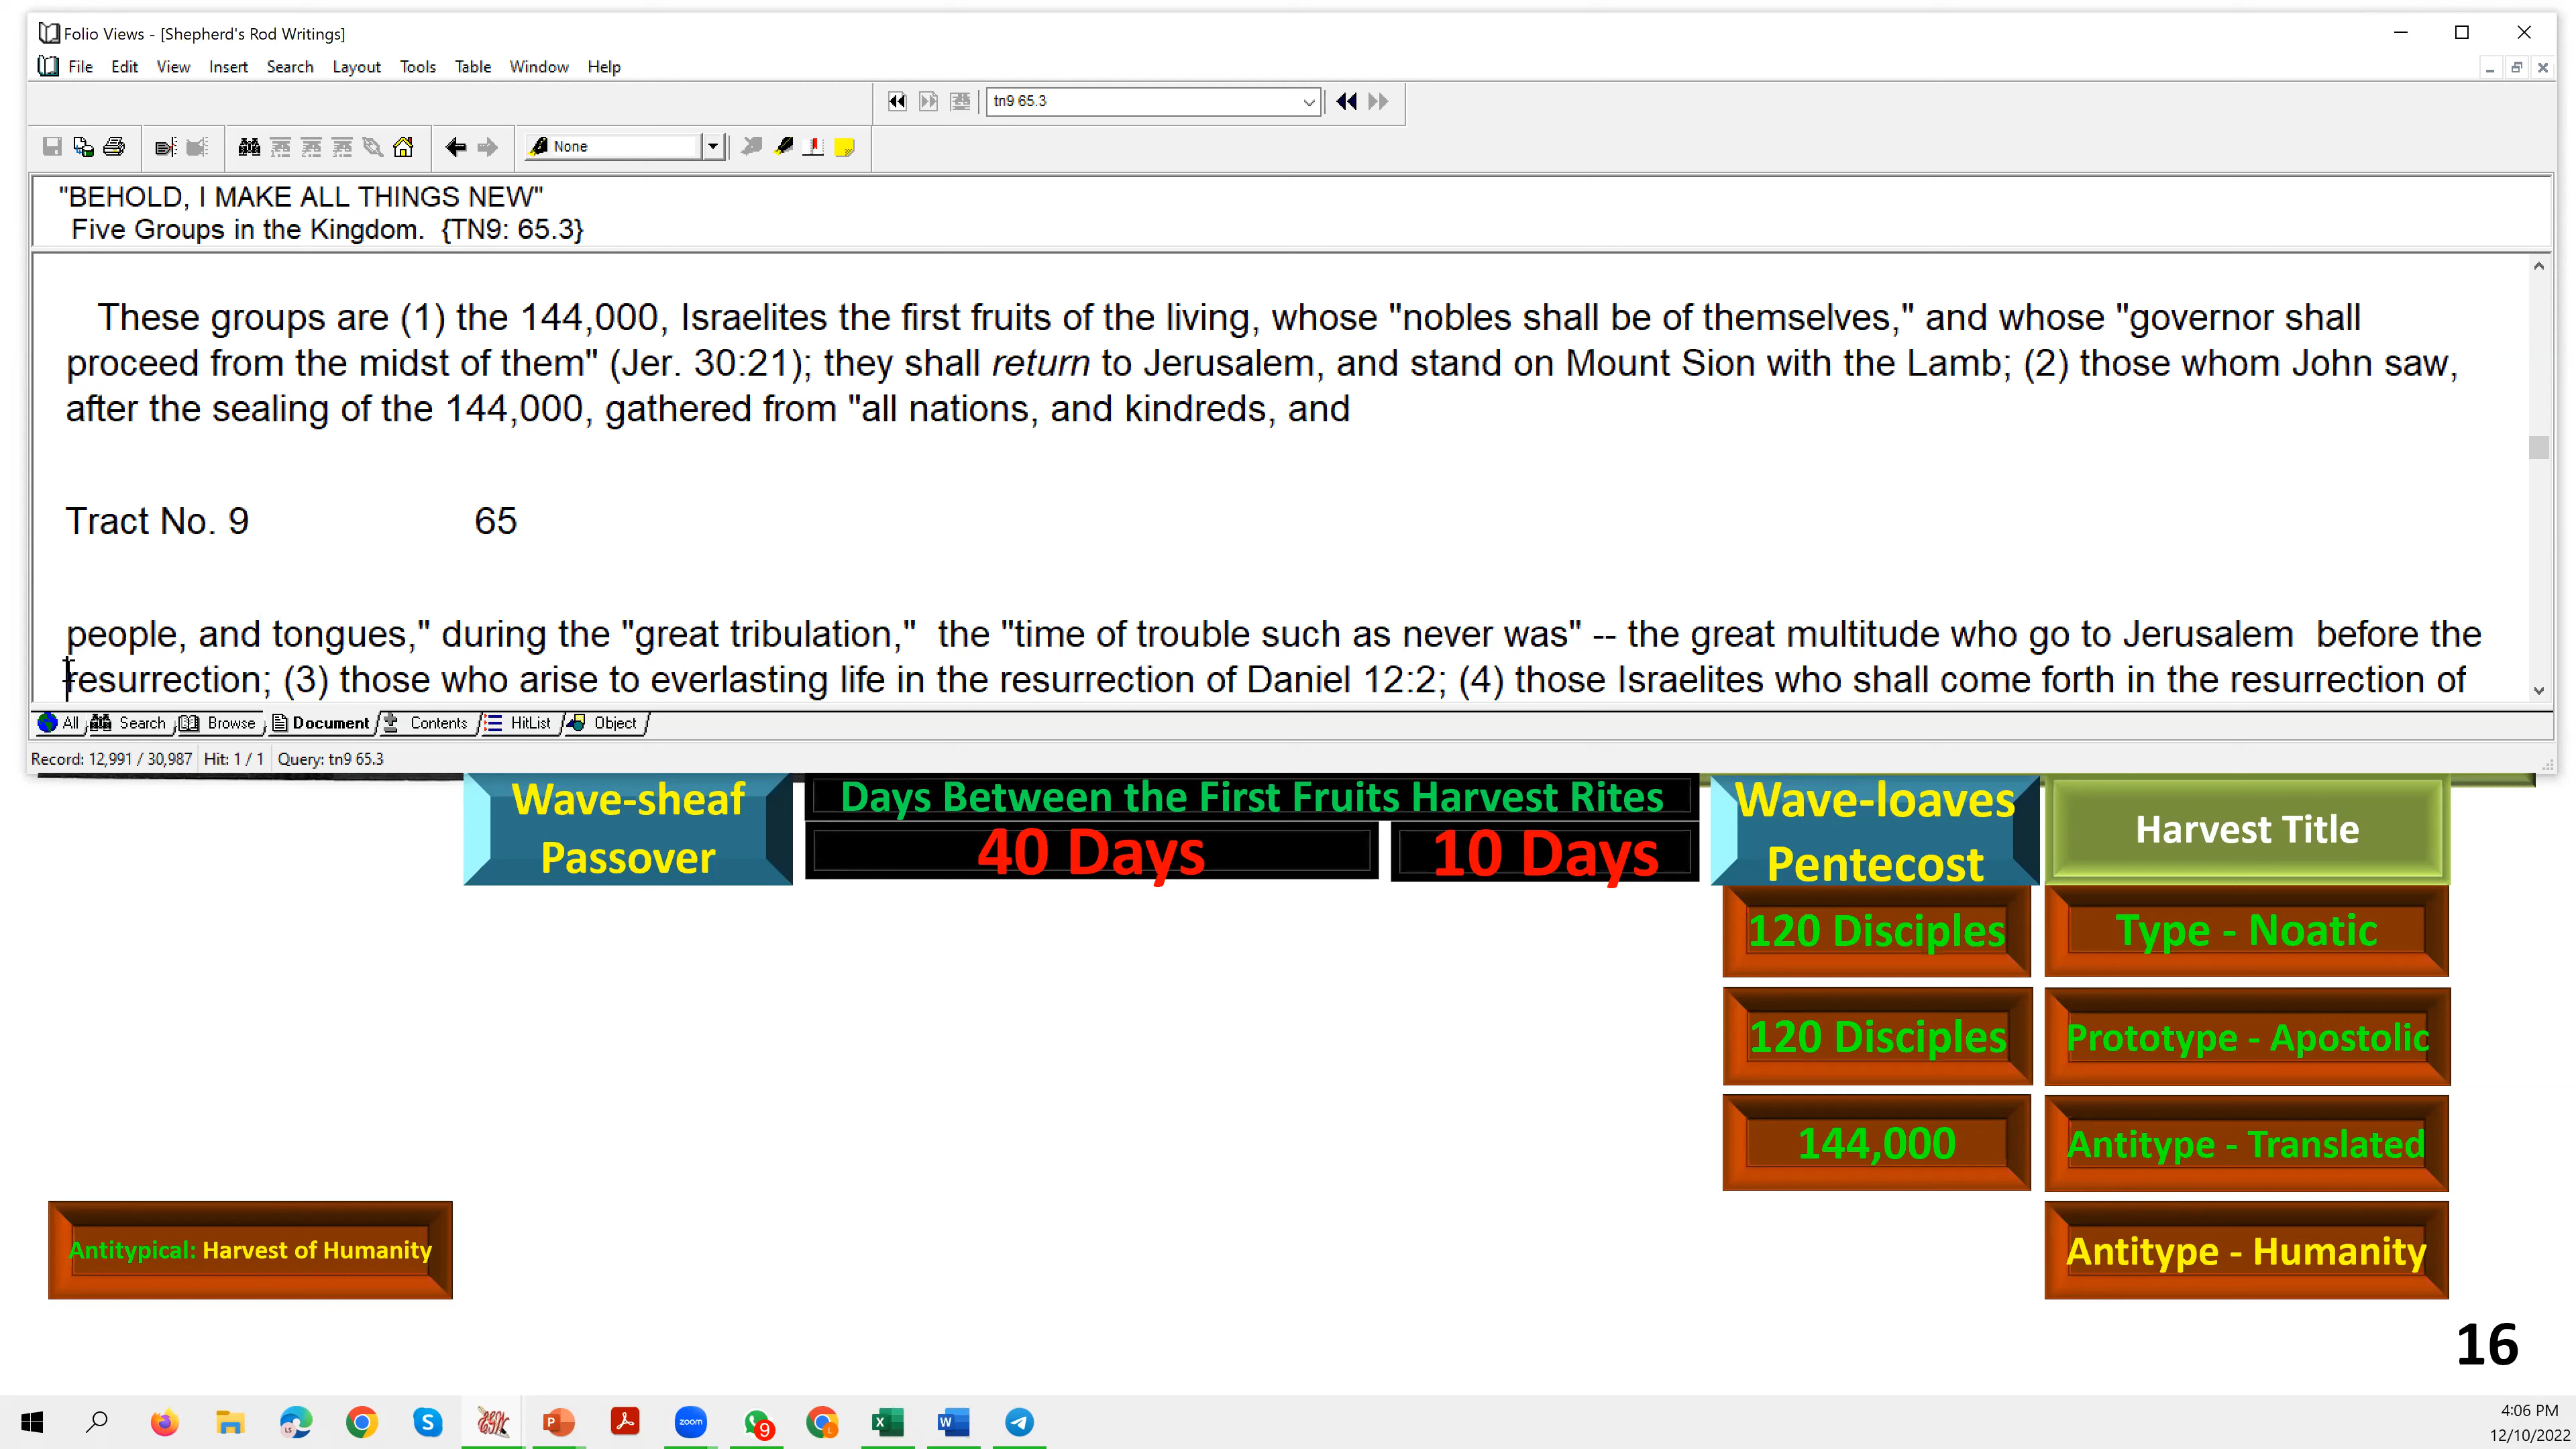 Folio Views - [Shepherd's Rod Writings]
File Edit View Insert Search Layout Tools Table Window Help
tn9 65.3
None
"BEHOLD, I MAKE ALL THINGS NEW"
Five Groups in the Kingdom. {TN9: 65.3}
These groups are (1) the 144,000, Israelites the first fruits of the living, whose "nobles shall be of themselves," and whose "governor shall
proceed from the midst of them" (Jer. 30:21); they shall return to Jerusalem, and stand on Mount Sion with the Lamb; (2) those whom John saw,
after the sealing of the 144,000, gathered from "all nations, and kindreds, and
Tract No. 9 65
people, and tongues," during the "great tribulation," the "time of trouble such as never was" -- the great multitude who go to Jerusalem before the
resurrection; (3) those who arise to everlasting life in the resurrection of Daniel 12:2; (4) those Israelites who shall come forth in the resurrection of
All Search Browse Document Contents HitList Object
Record: 12,991 / 30,987 Hit: 1 / 1 Query: tn9 65.3
Wave-sheaf
Passover
Days Between the First Fruits Harvest Rites
40 Days
10 Days
Wave-loaves
Pentecost
Harvest Title
120 Disciples
Type - Noatic
120 Disciples
Prototype - Apostolic
144,000
Antitype - Translated
Antitypical: Harvest of Humanity
Antitype - Humanity
16
LS
S
P
zoom
9
L
X
W
4:06 PM
12/10/2022